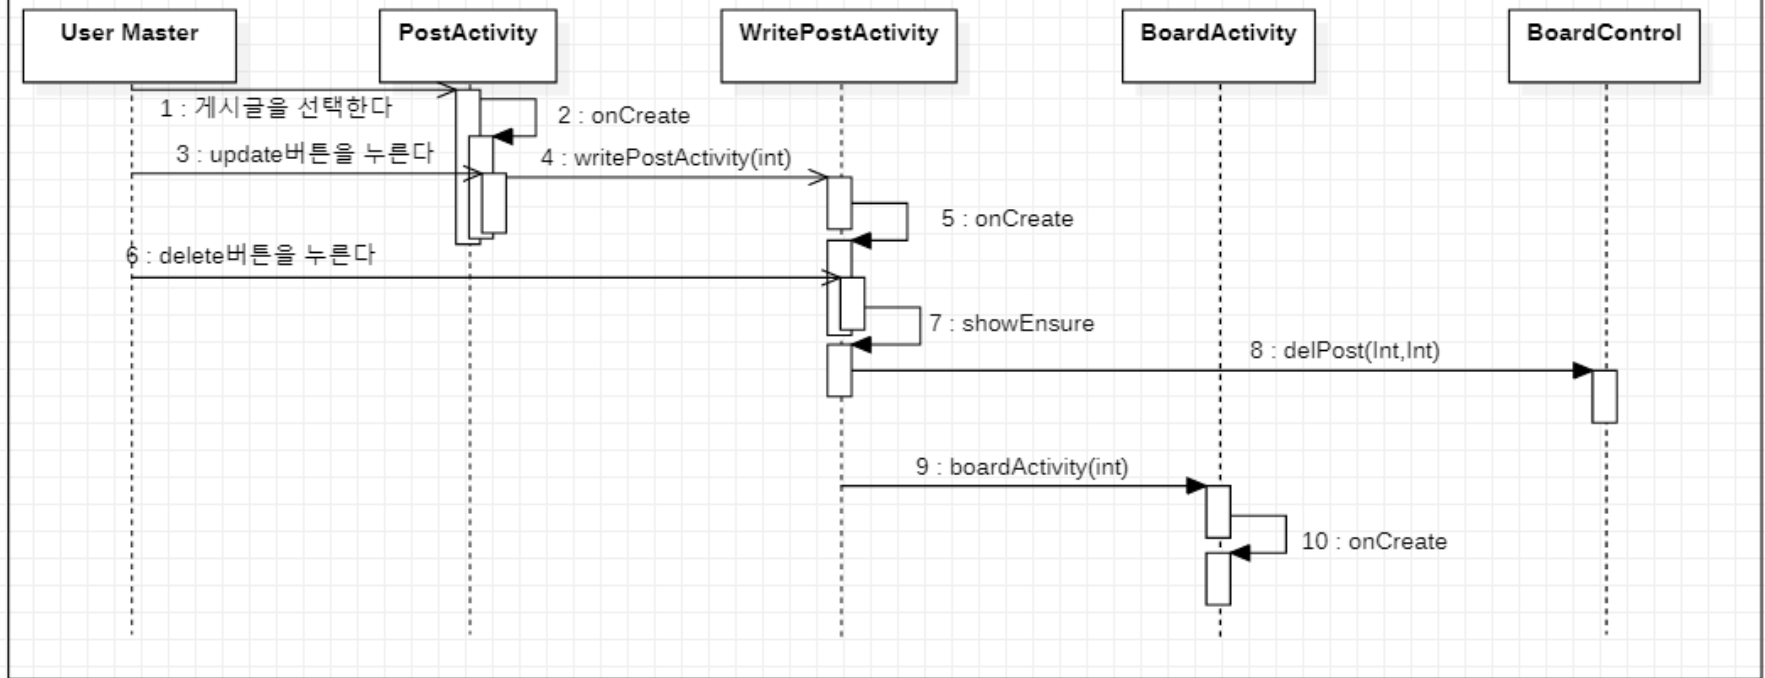 User Master
PostActivity
WritePostActivity
BoardActivity
BoardControl
1 : 게시글을 선택한다
2 : onCreate
3 : update버튼을 누른다
4 : writePostActivity(int)
5 : onCreate
6 : delete버튼을 누른다
7 : showEnsure
8 : delPost(Int,Int)
9 : boardActivity(int)
10 : onCreate